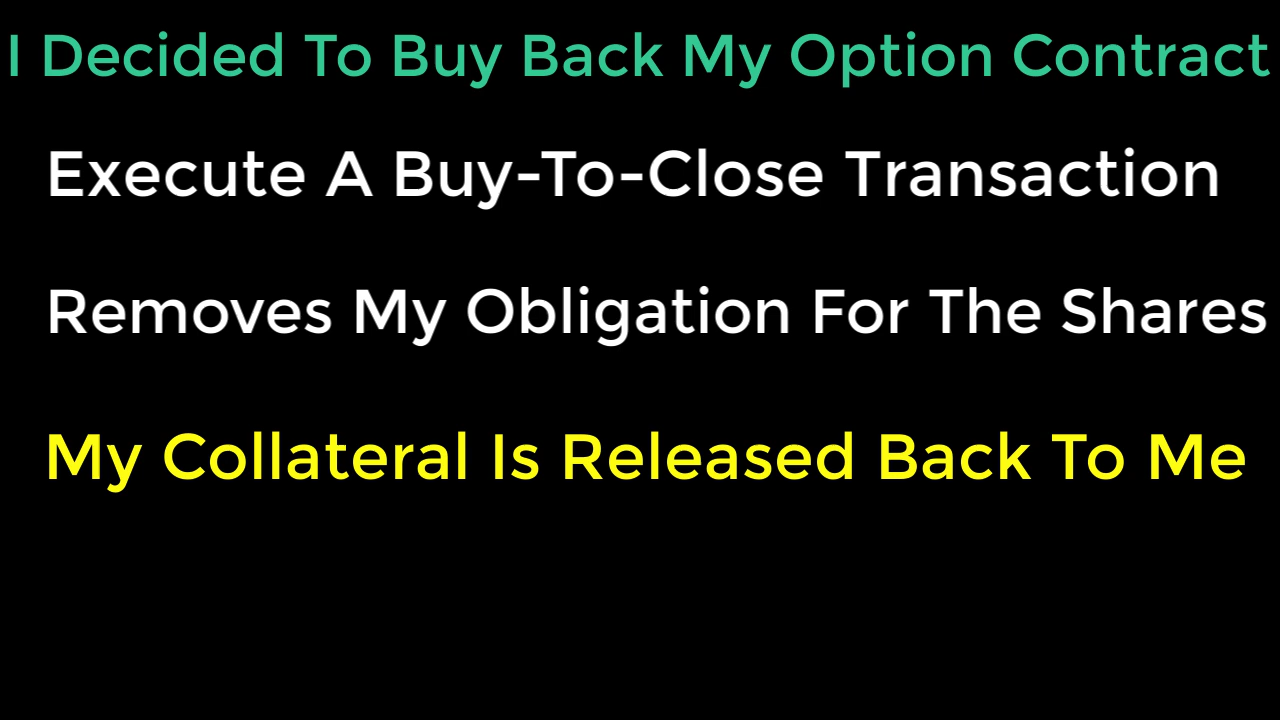 I Decided To Buy Back My Option Contract
Execute A Buy-To-Close Transaction
Removes My Obligation For The Shares
My Collateral Is Released Back To Me